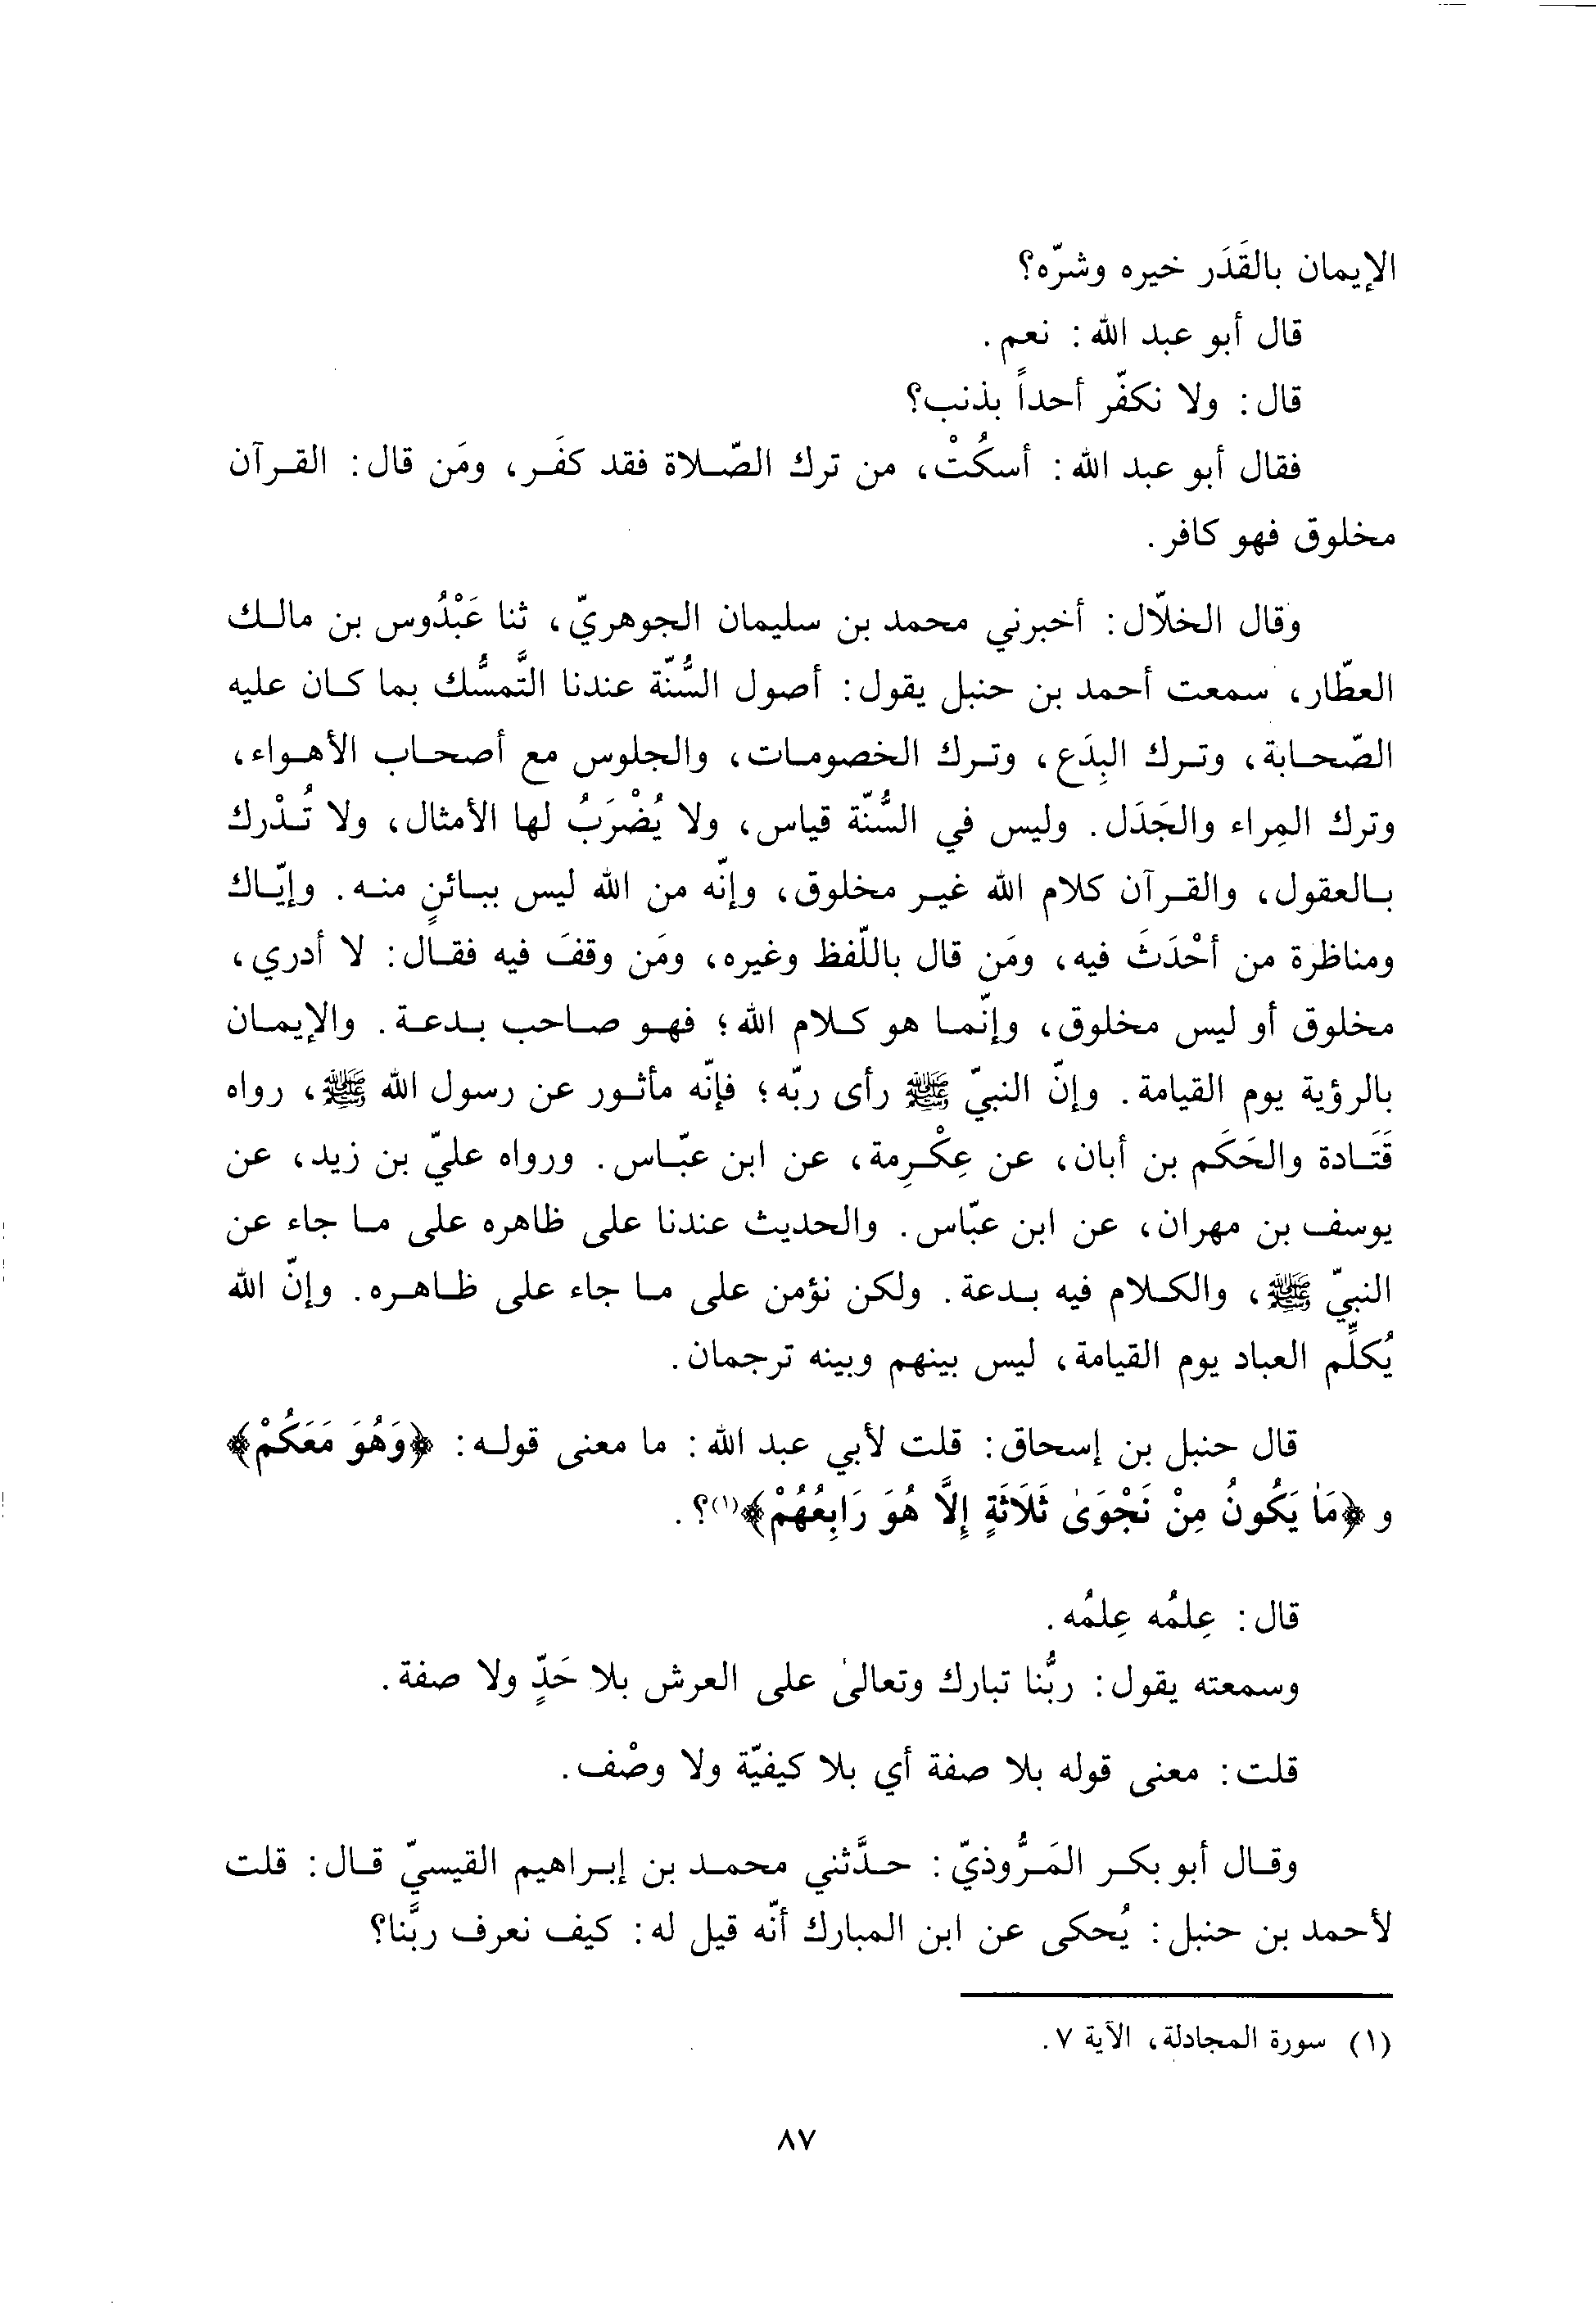 الإيمان بالقَدَر خيره وشرّه؟
قال أبو عبد الله: نعم.
قال: ولا نكفّر أحداً بذنب؟
فقال أبو عبد الله: أسكُتْ، من ترك الصّلاة فقد كفَر، ومَن قال: القرآن
مخلوق فهو كافر.
وقال الخلّال: أخبرني محمد بن سليمان الجوهريّ، ثنا عَبْدُوس بن مالك
العطّار، سمعت أحمد بن حنبل يقول: أصول السُّنّة عندنا التَّمسُّك بما كان عليه
الصّحابة، وترك البِدَع، وترك الخصومات، والجلوس مع أصحاب الأهواء،
وترك المِراء والجَدَل. وليس في السُّنّة قياس، ولا يُضْرَبُ لها الأمثال، ولا تُدْرك
بالعقول، والقرآن كلام الله غير مخلوق، وإنّه من الله ليس ببائنٍ منه. وإيّاك
ومناظرة من أحْدَثَ فيه، ومَن قال باللّفظ وغيره، ومَن وقفَ فيه فقال: لا أدري،
مخلوق أو ليس مخلوق، وإنّما هو كلام الله؛ فهو صاحب بدعة. والإيمان
بالرؤية يوم القيامة. وإنّ النبيّ ﷺ رأى ربّه؛ فإنّه مأثور عن رسول الله ﷺ، رواه
قَتَادة والحَكَم بن أبان، عن عِكْرِمة، عن ابن عبّاس. ورواه عليّ بن زيد، عن
يوسف بن مهران، عن ابن عبّاس. والحديث عندنا على ظاهره على ما جاء عن
النبيّ ﷺ، والكلام فيه بدعة. ولكن نؤمن على ما جاء على ظاهره. وإنّ الله
يُكلِّم العباد يوم القيامة، ليس بينهم وبينه ترجمان.
قال حنبل بن إسحاق: قلت لأبي عبد الله: ما معنى قوله: ﴿وَهُوَ مَعَكُمْ﴾
و ﴿مَا يَكُونُ مِنْ نَجْوَىٰ ثَلَاثَةٍ إِلَّا هُوَ رَابِعُهُمْ﴾(١)؟.
قال: عِلمُه عِلمُه.
وسمعته يقول: ربُّنا تبارك وتعالىٰ على العرش بلا حَدٍّ ولا صفة.
قلت: معنى قوله بلا صفة أي بلا كيفيّة ولا وصْف.
وقال أبو بكر المَرُّوذيّ: حدَّثني محمد بن إبراهيم القيسيّ قال: قلت
لأحمد بن حنبل: يُحكى عن ابن المبارك أنّه قيل له: كيف نعرف ربَّنا؟
(١) سورة المجادلة، الآية ٧.
٨٧